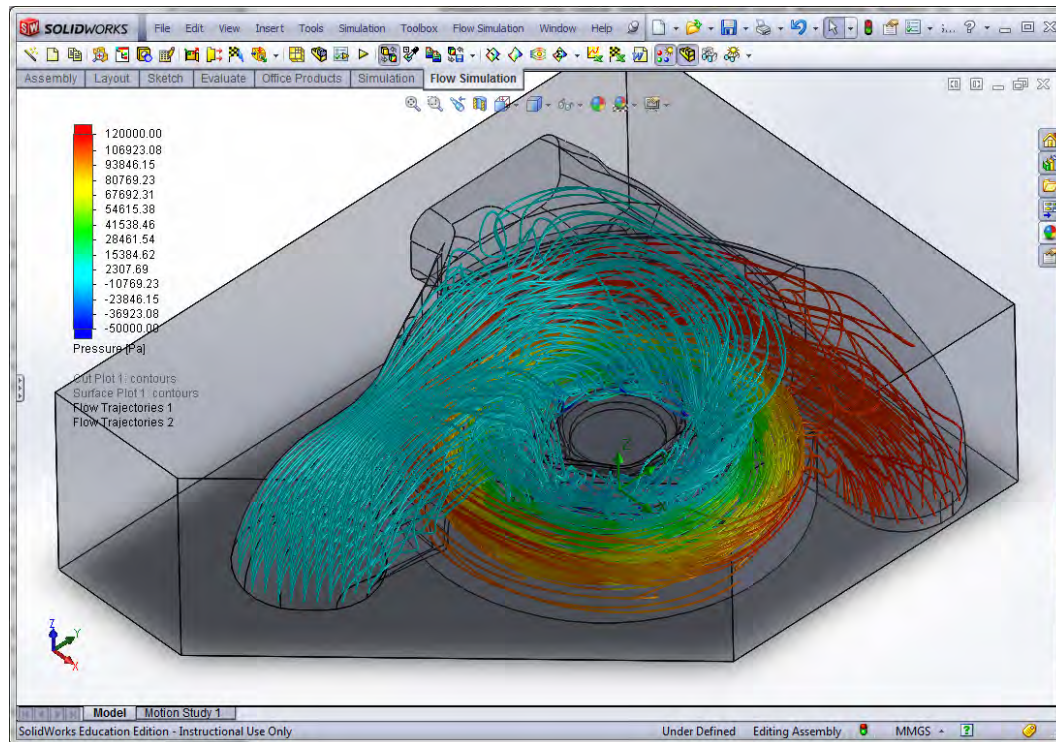 SOLIDWORKS File Edit View Insert Tools Simulation Toolbox Flow Simulation Window Help i... ?
Assembly Layout Sketch Evaluate Office Products Simulation Flow Simulation
120000.00
106923.08
93846.15
80769.23
67692.31
54615.38
41538.46
28461.54
15384.62
2307.69
-10769.23
-23846.15
-36923.08
-50000.00
Pressure [Pa]
Cut Plot 1: contours
Surface Plot 1: contours
Flow Trajectories 1
Flow Trajectories 2
Z
Y
X
Model Motion Study 1
SolidWorks Education Edition - Instructional Use Only Under Defined Editing Assembly MMGS ?